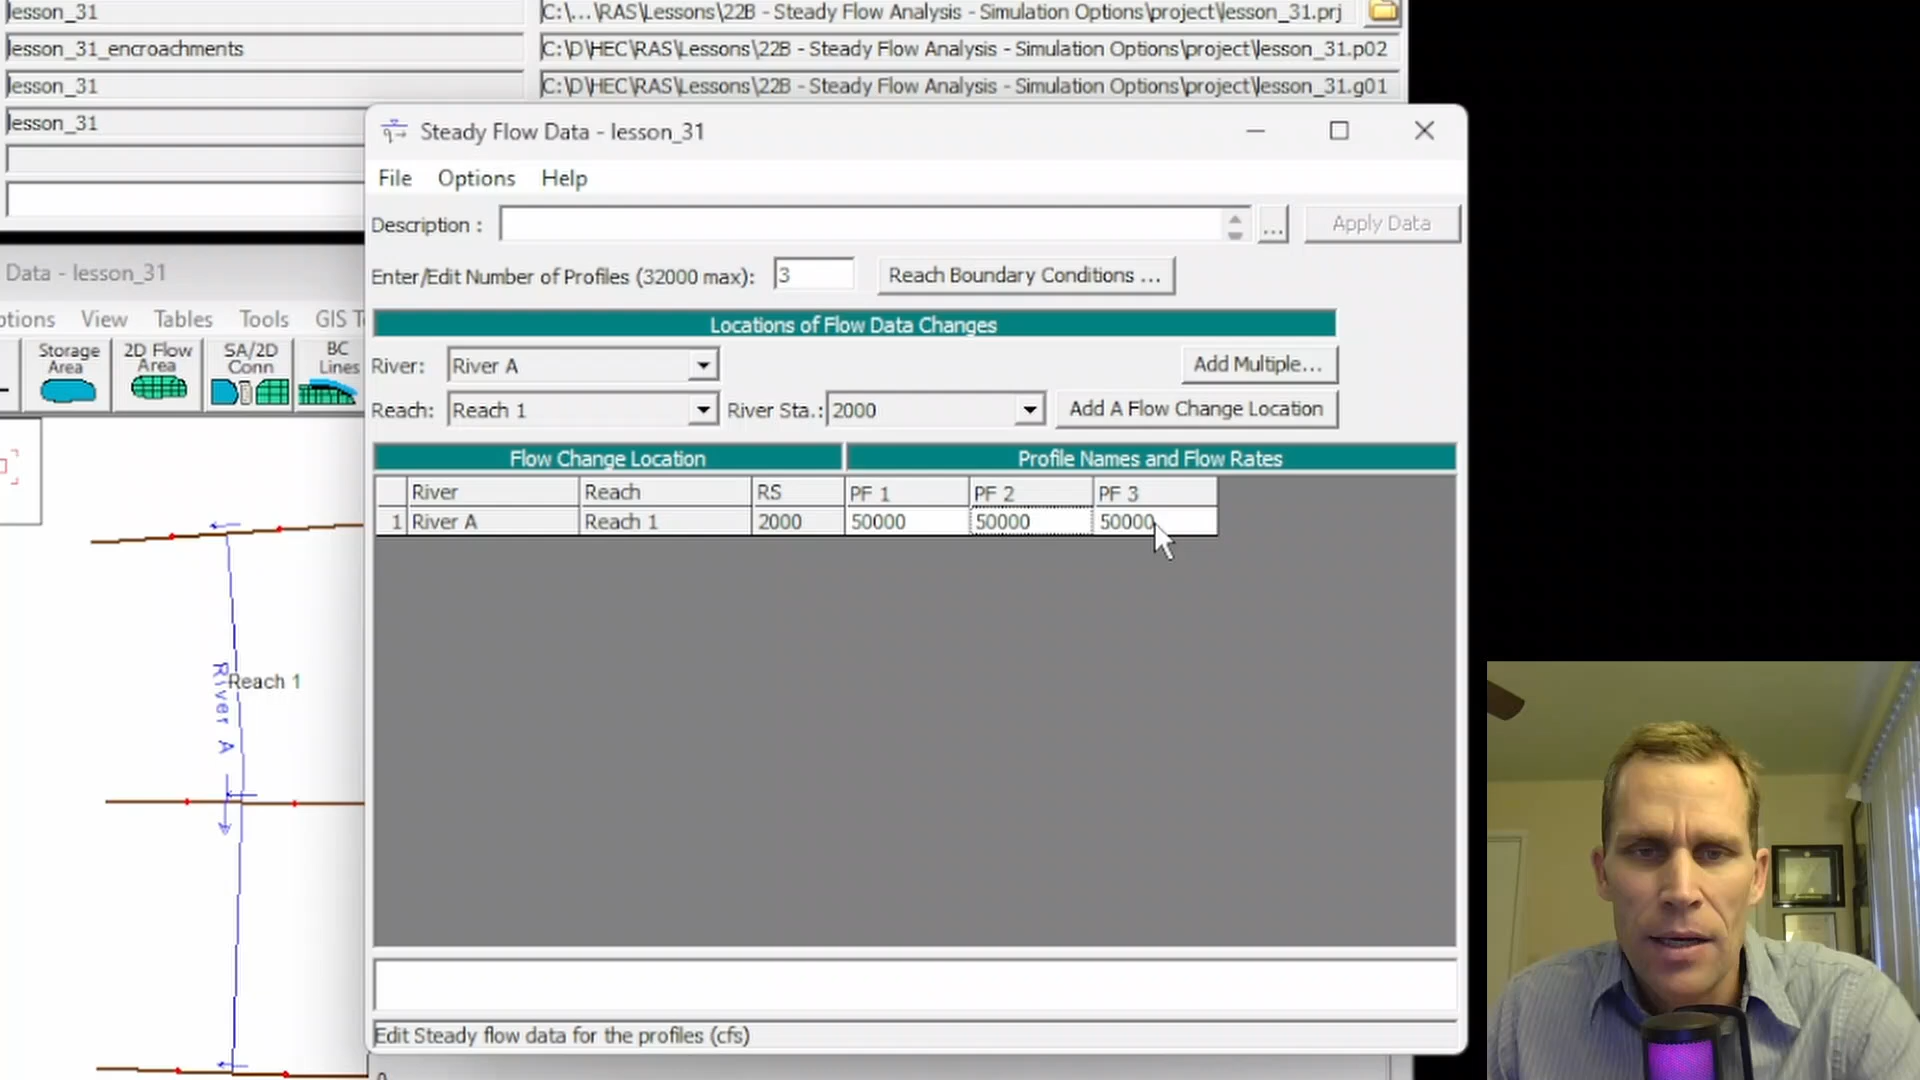 lesson_31
C:\...\RAS\Lessons\22B - Steady Flow Analysis - Simulation Options\project\lesson_31.prj
lesson_31_encroachments
C:\D\HEC\RAS\Lessons\22B - Steady Flow Analysis - Simulation Options\project\lesson_31.p02
lesson_31
C:\D\HEC\RAS\Lessons\22B - Steady Flow Analysis - Simulation Options\project\lesson_31.g01
lesson_31
Steady Flow Data - lesson_31
File Options Help
Description :
...
Apply Data
Enter/Edit Number of Profiles (32000 max): 3
Reach Boundary Conditions ...
Locations of Flow Data Changes
River: River A
Add Multiple...
Reach: Reach 1
River Sta.: 2000
Add A Flow Change Location
Flow Change Location
Profile Names and Flow Rates
River Reach RS PF 1 PF 2 PF 3
1 River A Reach 1 2000 50000 50000 50000
Edit Steady flow data for the profiles (cfs)
Data - lesson_31
ptions View Tables Tools GIS T
Storage
Area
2D Flow
Area
SA/2D
Conn
BC
Lines
River A
Reach 1